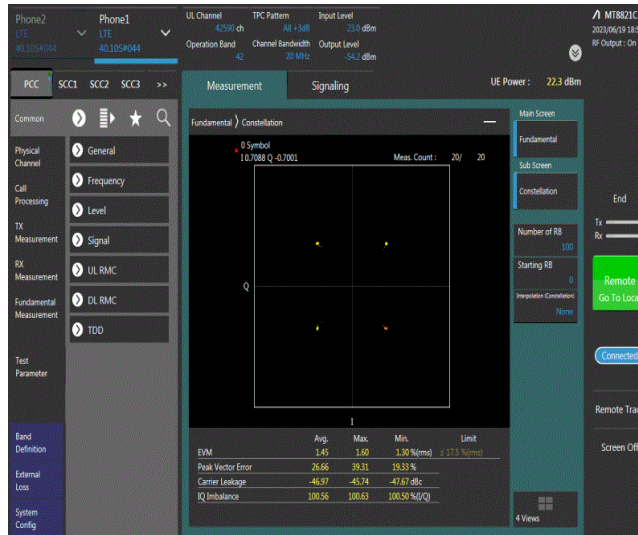 Phone2
LTE
40.105#044
Phone1
LTE
40.105#044
UL Channel
42590 ch
TPC Pattern
All +3dB
Input Level
23.0 dBm
Operation Band
42
Channel Bandwidth
20 MHz
Output Level
-54.2 dBm
MT8821C
2023/06/19 18:5
RF Output : On
PCC SCC1 SCC2 SCC3 >>
Measurement
Signaling
UE Power : 22.3 dBm
Common
Physical
Channel
Call
Processing
TX
Measurement
RX
Measurement
Fundamental
Measurement
Test
Parameter
Band
Definition
External
Loss
System
Config
General
Frequency
Level
Signal
UL RMC
DL RMC
TDD
Fundamental > Constellation
0 Symbol
I 0.7088 Q -0.7001
Meas. Count : 20/ 20
Q
I
Avg. Max. Min. Limit
EVM 1.45 1.60 1.30 %(rms) ≤ 17.5 %(rms)
Peak Vector Error 26.66 39.31 19.33 %
Carrier Leakage -46.97 -45.74 -47.67 dBc
IQ Imbalance 100.56 100.63 100.50 %(I/Q)
Main Screen
Fundamental
Sub Screen
Constellation
Number of RB
100
Starting RB
0
Interpolation (Constellation)
None
4 Views
End
Tx
Rx
Remote
Go To Loca
Connected
Remote Trac
Screen Off